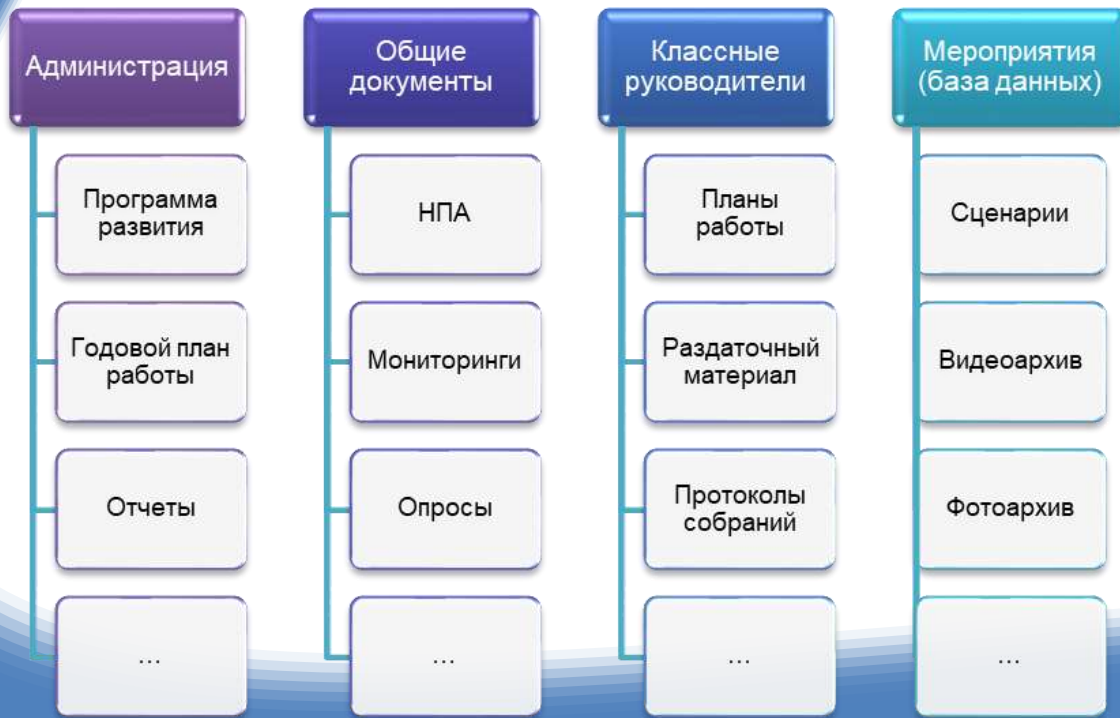 Администрация
Программа
развития
Годовой план
работы
Отчеты
...
Общие
документы
НПА
Мониторинги
Опросы
...
Классные
руководители
Планы
работы
Раздаточный
материал
Протоколы
собраний
...
Мероприятия
(база данных)
Сценарии
Видеоархив
Фотоархив
...